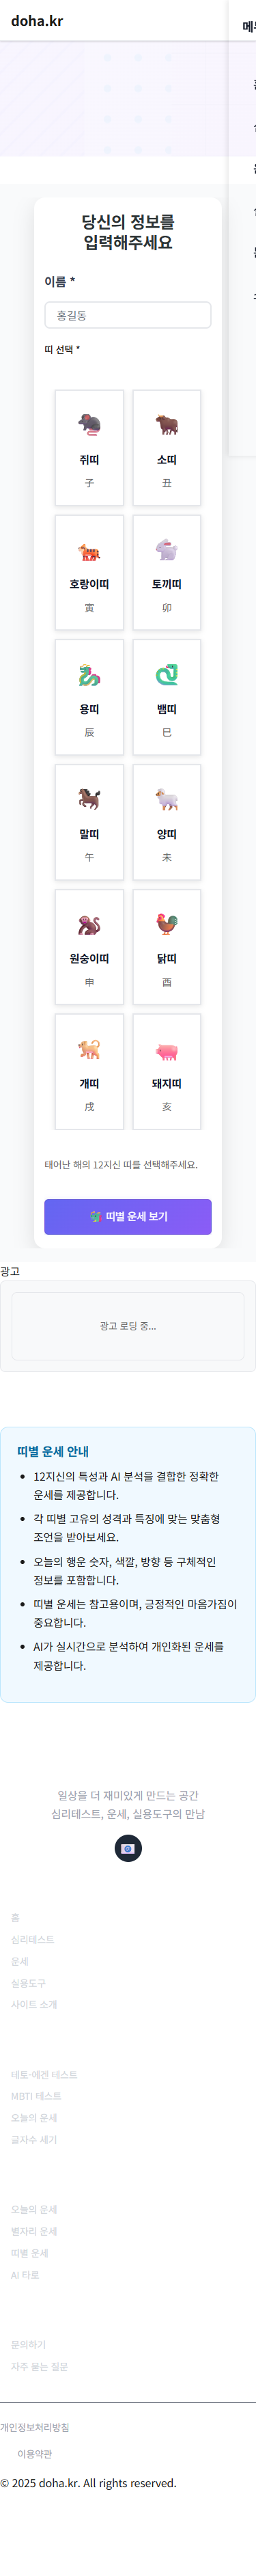 doha.kr
당신의 정보를
입력해주세요
이름 *
홍길동
띠 선택 *
쥐띠
子
소띠
丑
호랑이띠
寅
토끼띠
卯
용띠
辰
뱀띠
巳
말띠
午
양띠
未
원숭이띠
申
닭띠
酉
개띠
戌
돼지띠
亥
태어난 해의 12지신 띠를 선택해주세요.
띠별 운세 보기
광고
광고 로딩 중...
띠별 운세 안내
• 12지신의 특성과 AI 분석을 결합한 정확한
운세를 제공합니다.
• 각 띠별 고유의 성격과 특징에 맞는 맞춤형
조언을 받아보세요.
• 오늘의 행운 숫자, 색깔, 방향 등 구체적인
정보를 포함합니다.
• 띠별 운세는 참고용이며, 긍정적인 마음가짐이
중요합니다.
• AI가 실시간으로 분석하여 개인화된 운세를
제공합니다.
일상을 더 재미있게 만드는 공간
심리테스트, 운세, 실용도구의 만남
홈
심리테스트
운세
실용도구
사이트 소개
테토-에겐 테스트
MBTI 테스트
오늘의 운세
글자수 세기
오늘의 운세
별자리 운세
띠별 운세
AI 타로
문의하기
자주 묻는 질문
개인정보처리방침
이용약관
© 2025 doha.kr. All rights reserved.